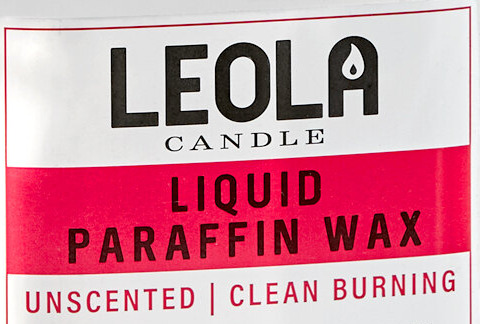 LEOLA
CANDLE
LIQUID
PARAFFIN WAX
UNSCENTED | CLEAN BURNING